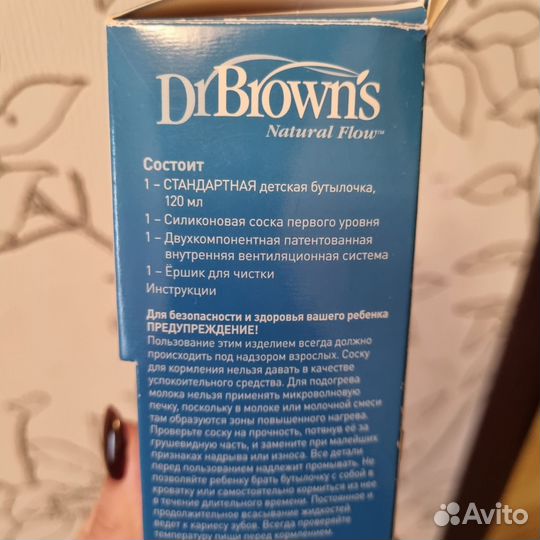 DrBrown's
Natural Flow™
Состоит
1 – СТАНДАРТНАЯ детская бутылочка,
120 мл
1 – Силиконовая соска первого уровня
1 – Двухкомпонентная патентованная
внутренняя вентиляционная система
1 – Ёршик для чистки
Инструкции
Для безопасности и здоровья вашего ребенка
ПРЕДУПРЕЖДЕНИЕ!
Пользование этим изделием всегда должно
происходить под надзором взрослых. Соску
для кормления нельзя давать в качестве
успокоительного средства. Для подогрева
молока нельзя применять микроволновую
печку, поскольку в молоке или молочной смеси
там образуются зоны повышенного нагрева.
Проверьте соску на прочность, потянув её за
грушевидную часть, и замените при малейших
признаках надрыва или износа. Все детали
перед пользованием надлежит промывать. Не
позволяйте ребенку брать бутылочку с собой в
кроватку или самостоятельно кормиться из нее
в течение длительного времени. Постоянное и
продолжительное всасывание жидкостей
ведет к кариесу зубов. Всегда проверяйте
температуру пищи перед кормлением.
Avito